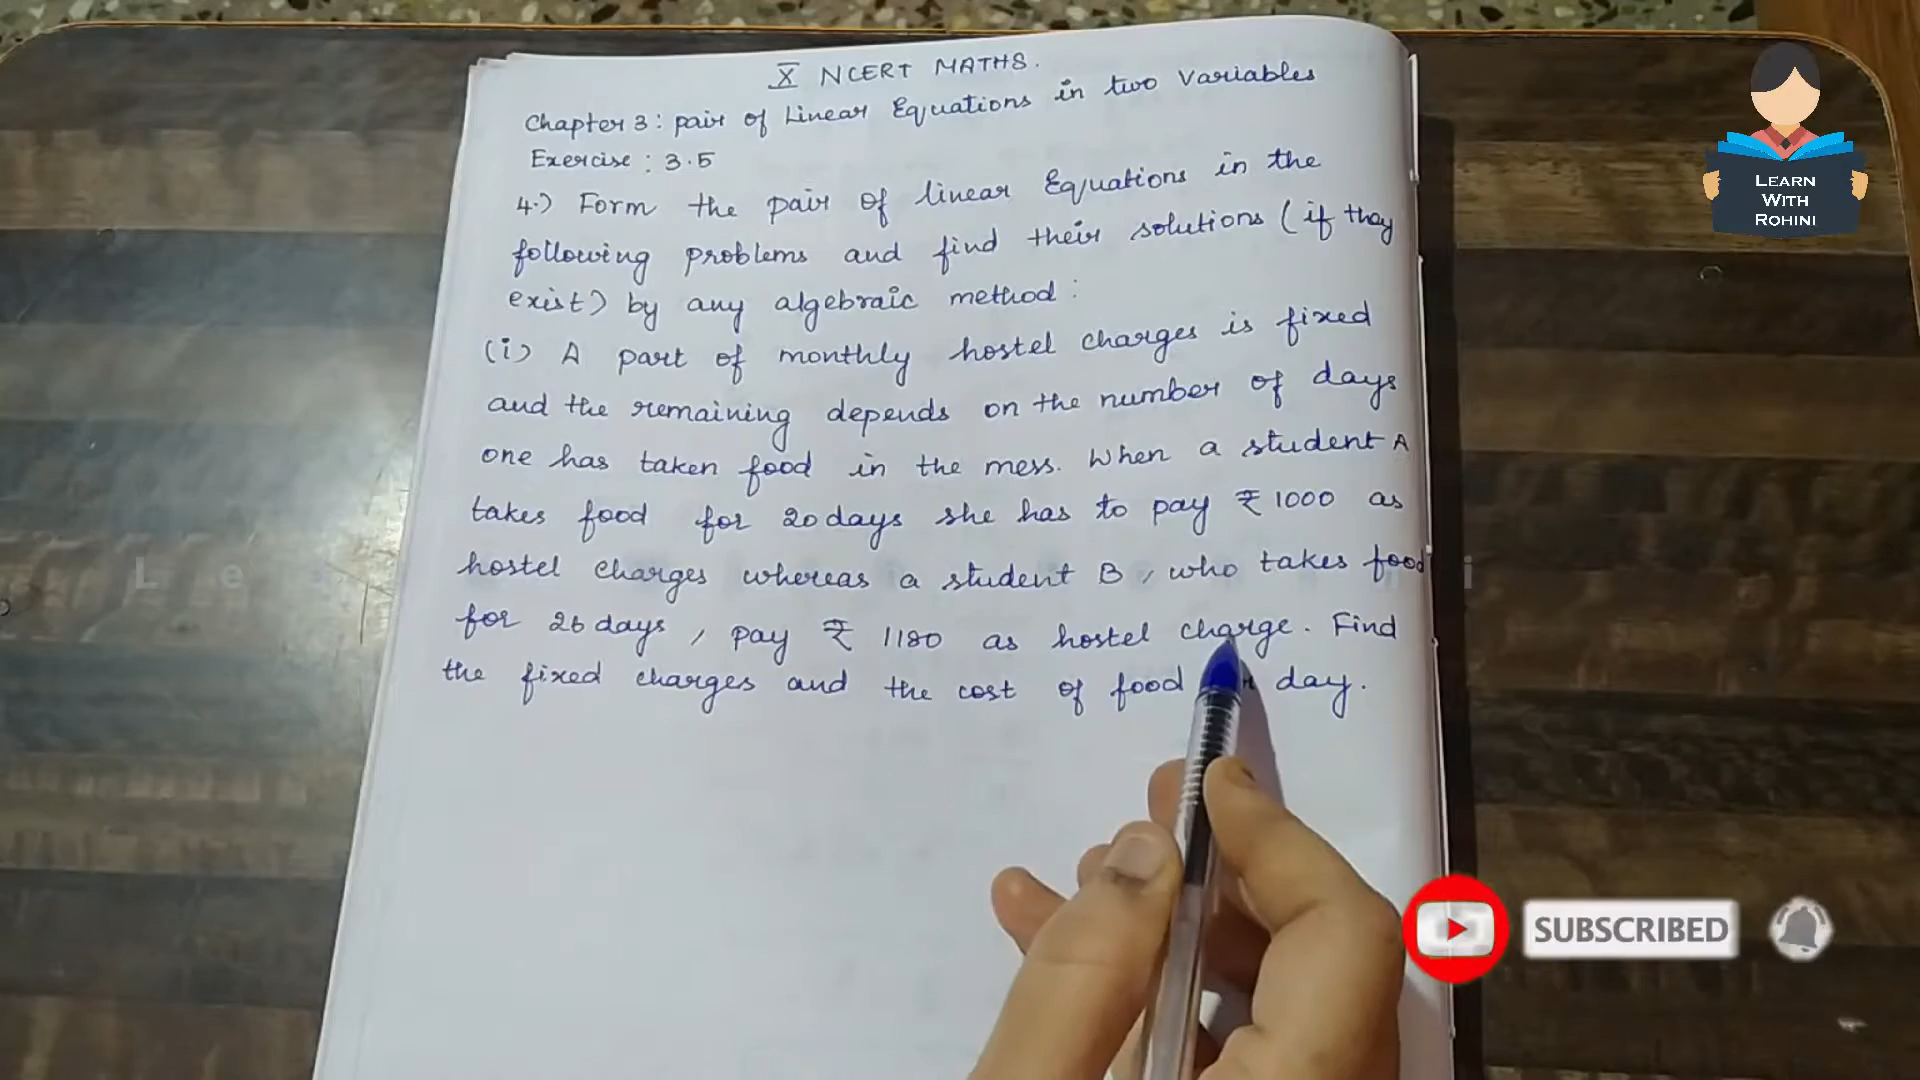 X NCERT MATHS.
Chapter 3: pair of Linear Equations in two Variables
Exercise: 3.5
4.) Form the pair of linear Equations in the
following problems and find their solutions (if they
exist) by any algebraic method:
(i) A part of monthly hostel charges is fixed
and the remaining depends on the number of days
one has taken food in the mess. When a student A
takes food for 20 days she has to pay ₹ 1000 as
hostel charges whereas a student B, who takes food
for 26 days, pay ₹ 1180 as hostel charge. Find
the fixed charges and the cost of food day.
LEARN
WITH
ROHINI
SUBSCRIBED